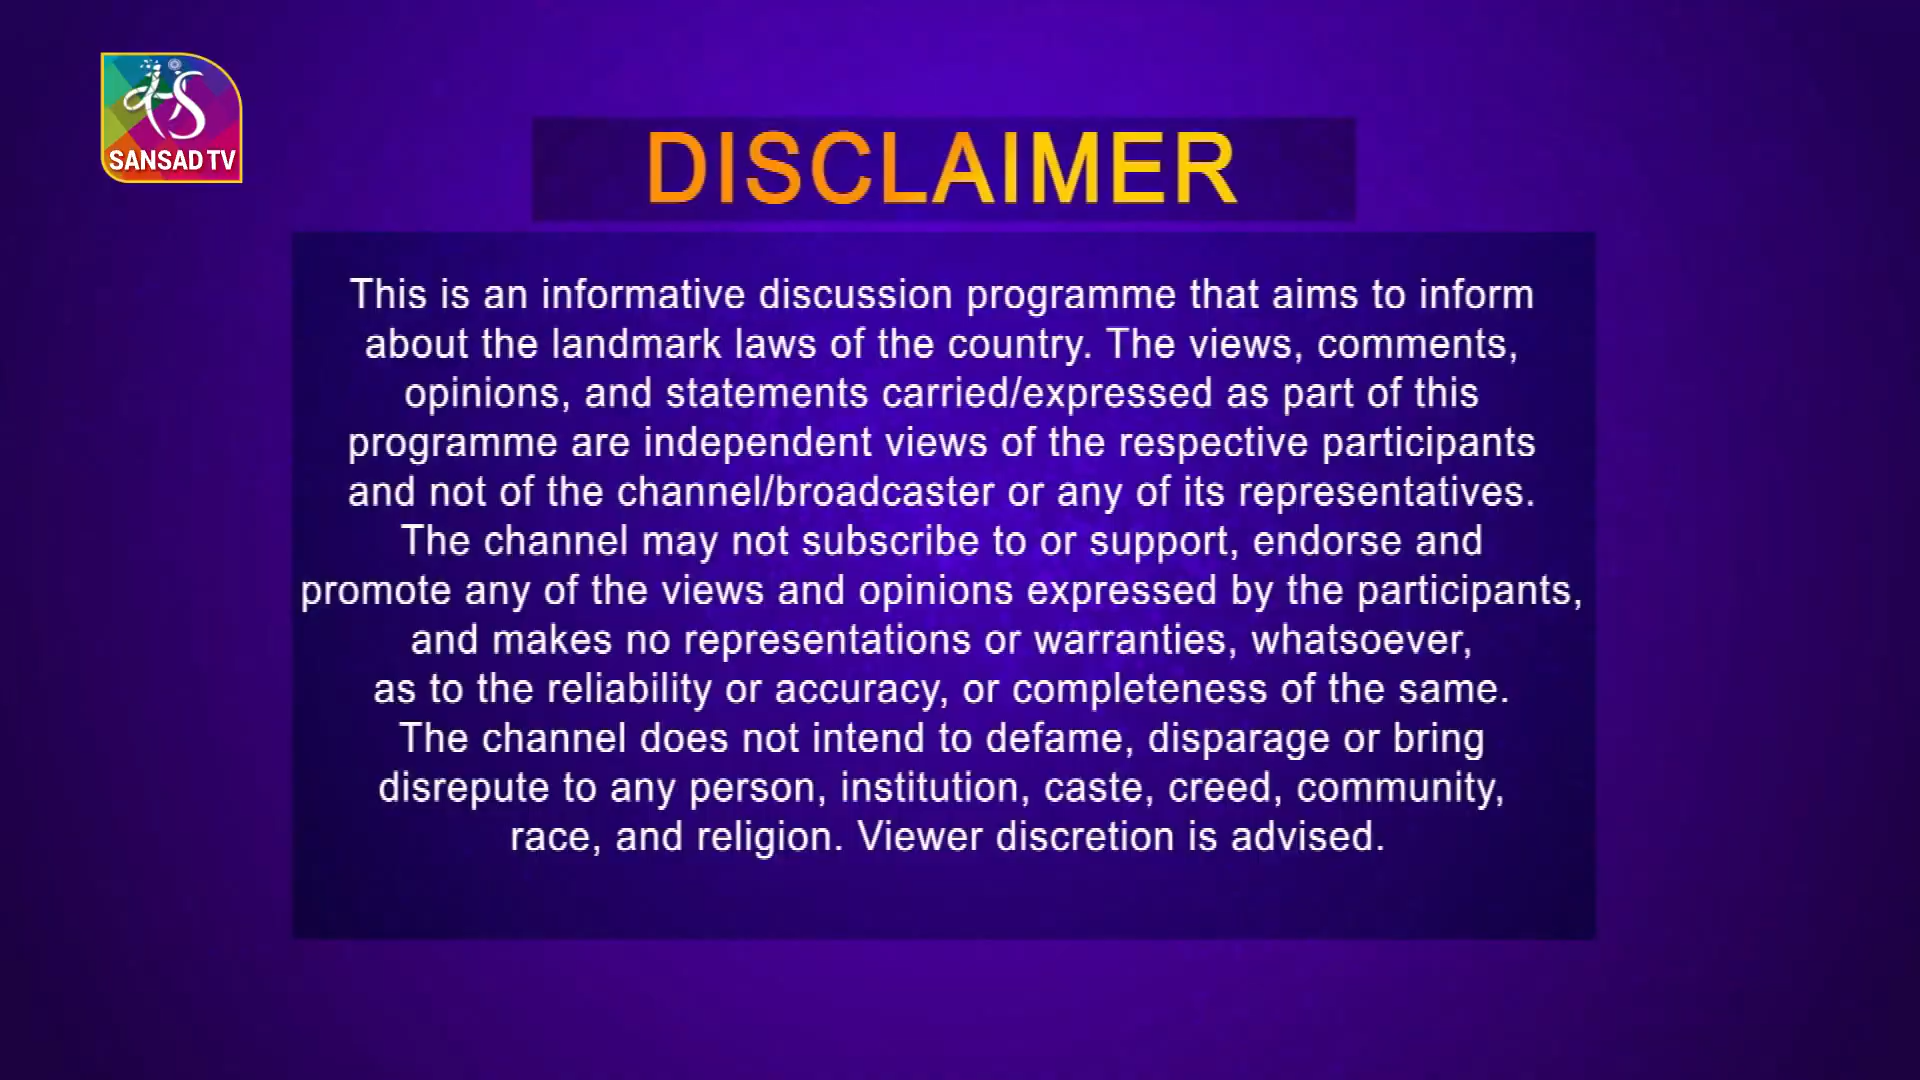 SANSAD TV
DISCLAIMER
This is an informative discussion programme that aims to inform
about the landmark laws of the country. The views, comments,
opinions, and statements carried/expressed as part of this
programme are independent views of the respective participants
and not of the channel/broadcaster or any of its representatives.
The channel may not subscribe to or support, endorse and
promote any of the views and opinions expressed by the participants,
and makes no representations or warranties, whatsoever,
as to the reliability or accuracy, or completeness of the same.
The channel does not intend to defame, disparage or bring
disrepute to any person, institution, caste, creed, community,
race, and religion. Viewer discretion is advised.